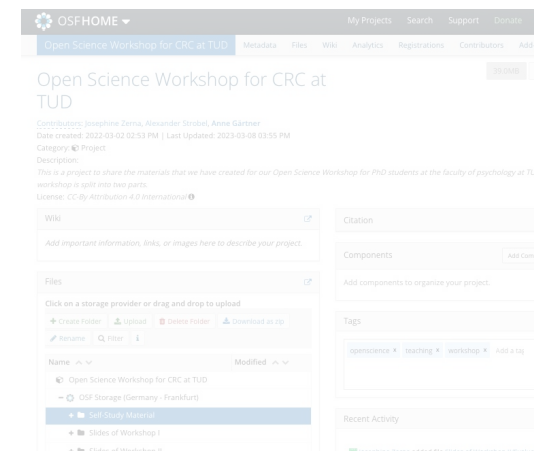 OSFHOME
My Projects Search Support Donate
Open Science Workshop for CRC at TUD Metadata Files Wiki Analytics Registrations Contributors Add
Open Science Workshop for CRC at
TUD
Contributors: Josephine Zerna, Alexander Strobel, Anne Gärtner
Date created: 2022-03-02 02:53 PM | Last Updated: 2023-03-08 03:55 PM
Category: Project
Description:
This is a project to share the materials that we have created for our Open Science Workshop for PhD students at the faculty of psychology at TU
workshop is split into two parts.
License: CC-By Attribution 4.0 International
Wiki
Add important information, links, or images here to describe your project.
Files
Click on a storage provider or drag and drop to upload
+ Create Folder Upload Delete Folder Download as zip
Rename Filter i
Name Modified
Open Science Workshop for CRC at TUD
- OSF Storage (Germany - Frankfurt)
+ Self-Study Material
+ Slides of Workshop I
+ Slides of Workshop II
Citation
Components
Add Com
Add components to organize your project.
Tags
openscience x teaching x workshop x Add a tag
Recent Activity